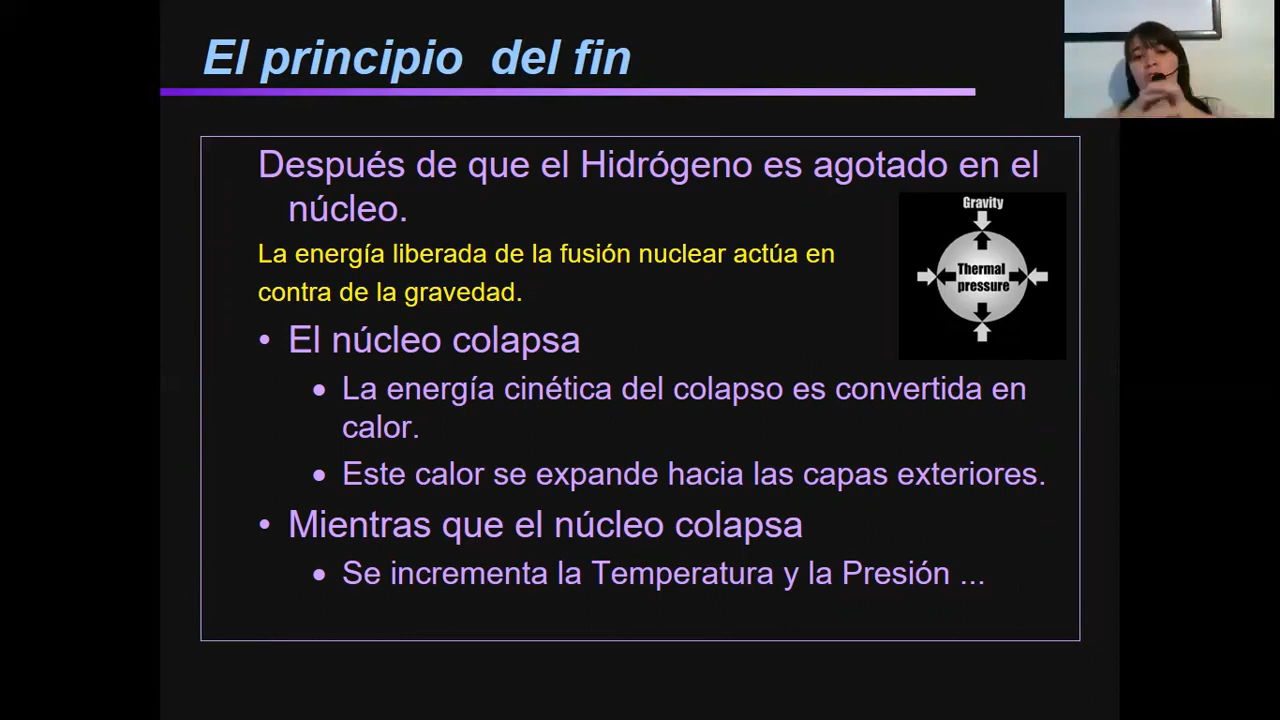 El principio del fin
Después de que el Hidrógeno es agotado en el
núcleo.
La energía liberada de la fusión nuclear actúa en
contra de la gravedad.
Gravity
Thermal
pressure
• El núcleo colapsa
• La energía cinética del colapso es convertida en
calor.
• Este calor se expande hacia las capas exteriores.
• Mientras que el núcleo colapsa
• Se incrementa la Temperatura y la Presión ...